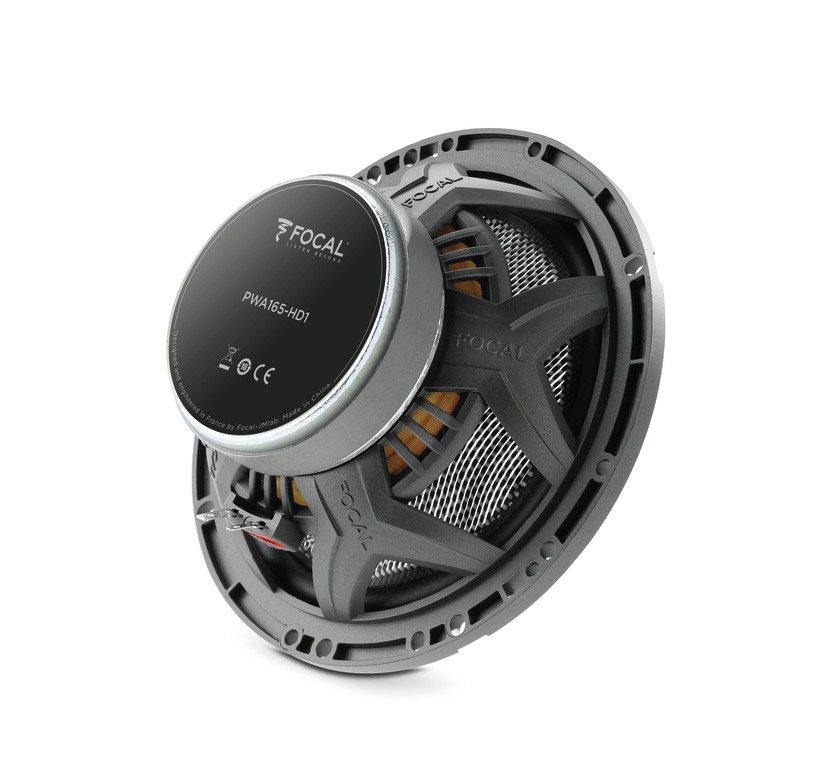 FOCAL
FOCAL
LISTEN BEYOND
PWA165-HD1
10
CE
Designed and engineered in France by Focal-JMlab. Made in China.
FOCAL
FOCAL